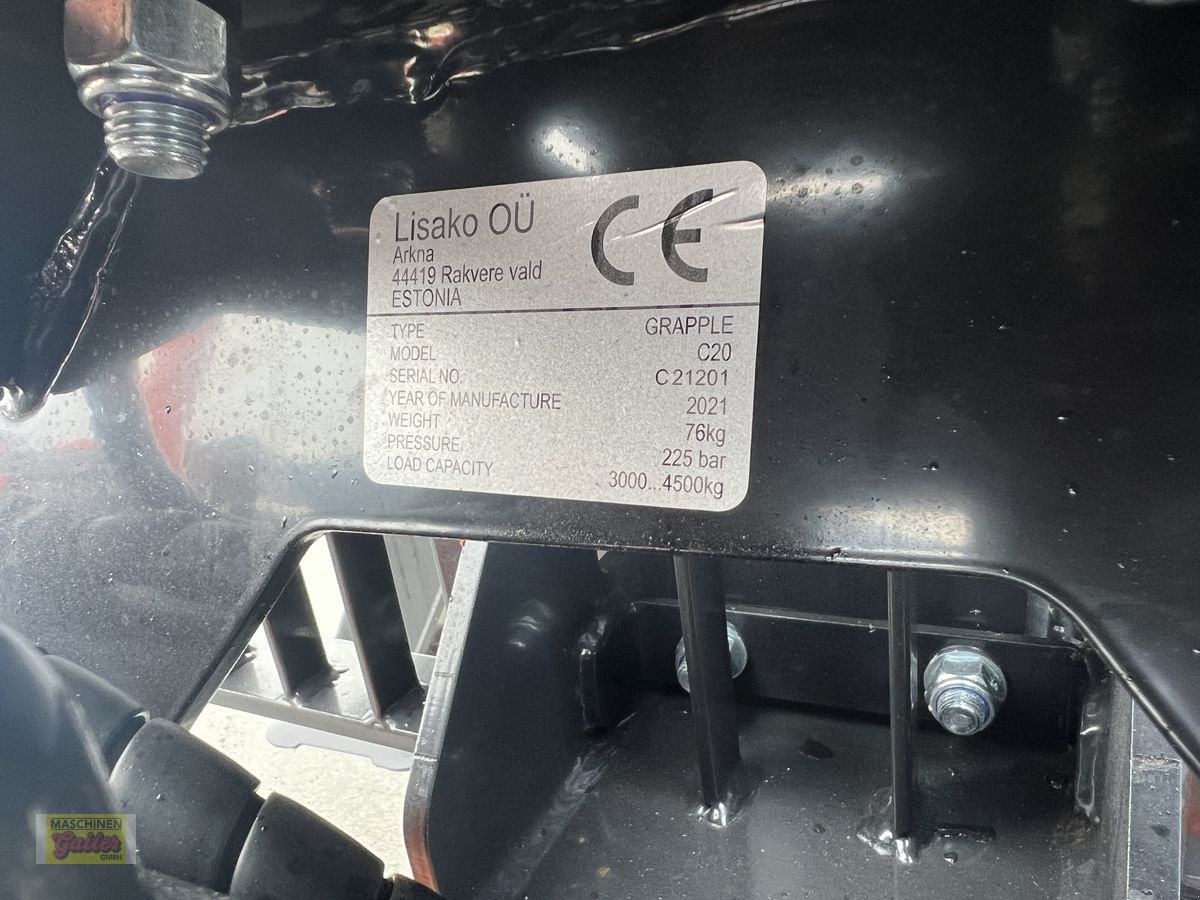 Lisako OÜ
CE
Arkna
44419 Rakvere vald
ESTONIA
TYPE GRAPPLE
MODEL C20
SERIAL NO. C21201
YEAR OF MANUFACTURE 2021
WEIGHT 76kg
PRESSURE 225 bar
LOAD CAPACITY 3000...4500kg
MASCHINEN
Gailer
GMBH